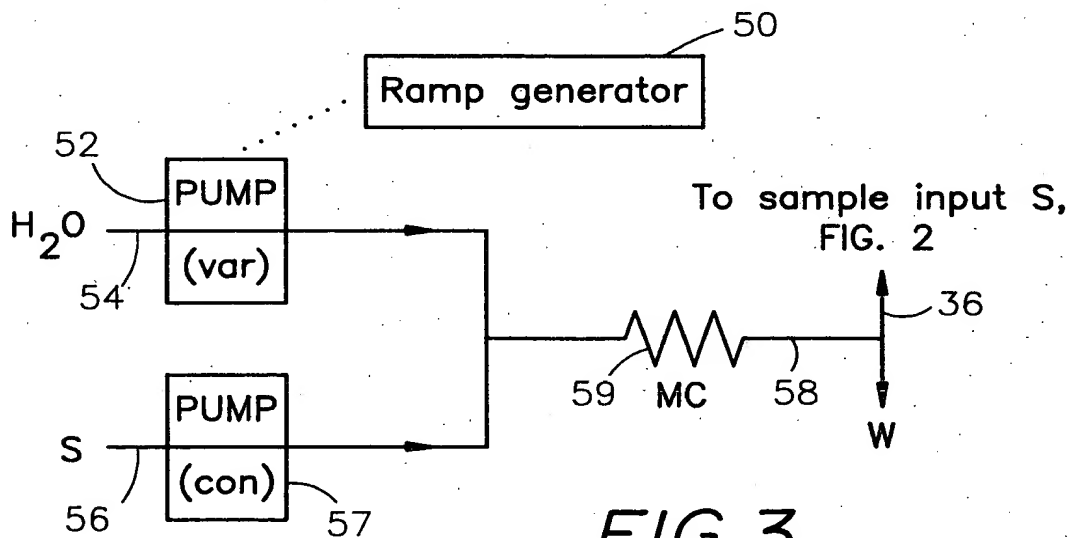 50
Ramp generator
52
PUMP
(var)
H₂O
54
To sample input S,
FIG. 2
36
59
MC
58
W
PUMP
(con)
S
56
57
FIG. 3